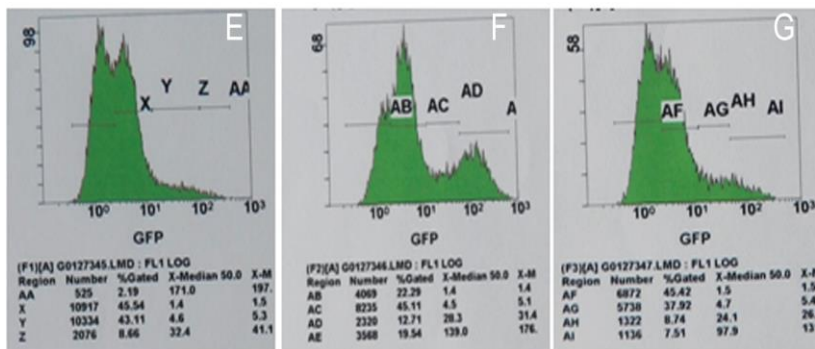 E
98
X Y Z AA
10⁰ 10¹ 10² 10³
GFP
(F1)[A] G0127345.LMD : FL1 LOG
Region Number %Gated X-Median 50.0 X-M
AA 525 2.19 171.0 197.
X 10917 45.54 1.4 1.5
Y 10334 43.11 4.6 5.3
Z 2076 8.66 32.4 41.1
F
68
AB AC AD A
10⁰ 10¹ 10² 10³
GFP
(F2)[A] G0127346.LMD : FL1 LOG
Region Number %Gated X-Median 50.0 X-M
AB 4069 22.29 1.4 1.4
AC 8235 45.11 4.5 5.1
AD 2320 12.71 28.3 31.4
AE 3568 19.54 139.0 176.
G
58
AF AG AH AI
10⁰ 10¹ 10² 10³
GFP
(F3)[A] G0127347.LMD : FL1 LOG
Region Number %Gated X-Median 50.0 X-M
AF 6872 45.42 1.5 1.5
AG 5738 37.92 4.7 5.4
AH 1322 8.74 24.1 26.
AI 1136 7.51 97.9 13